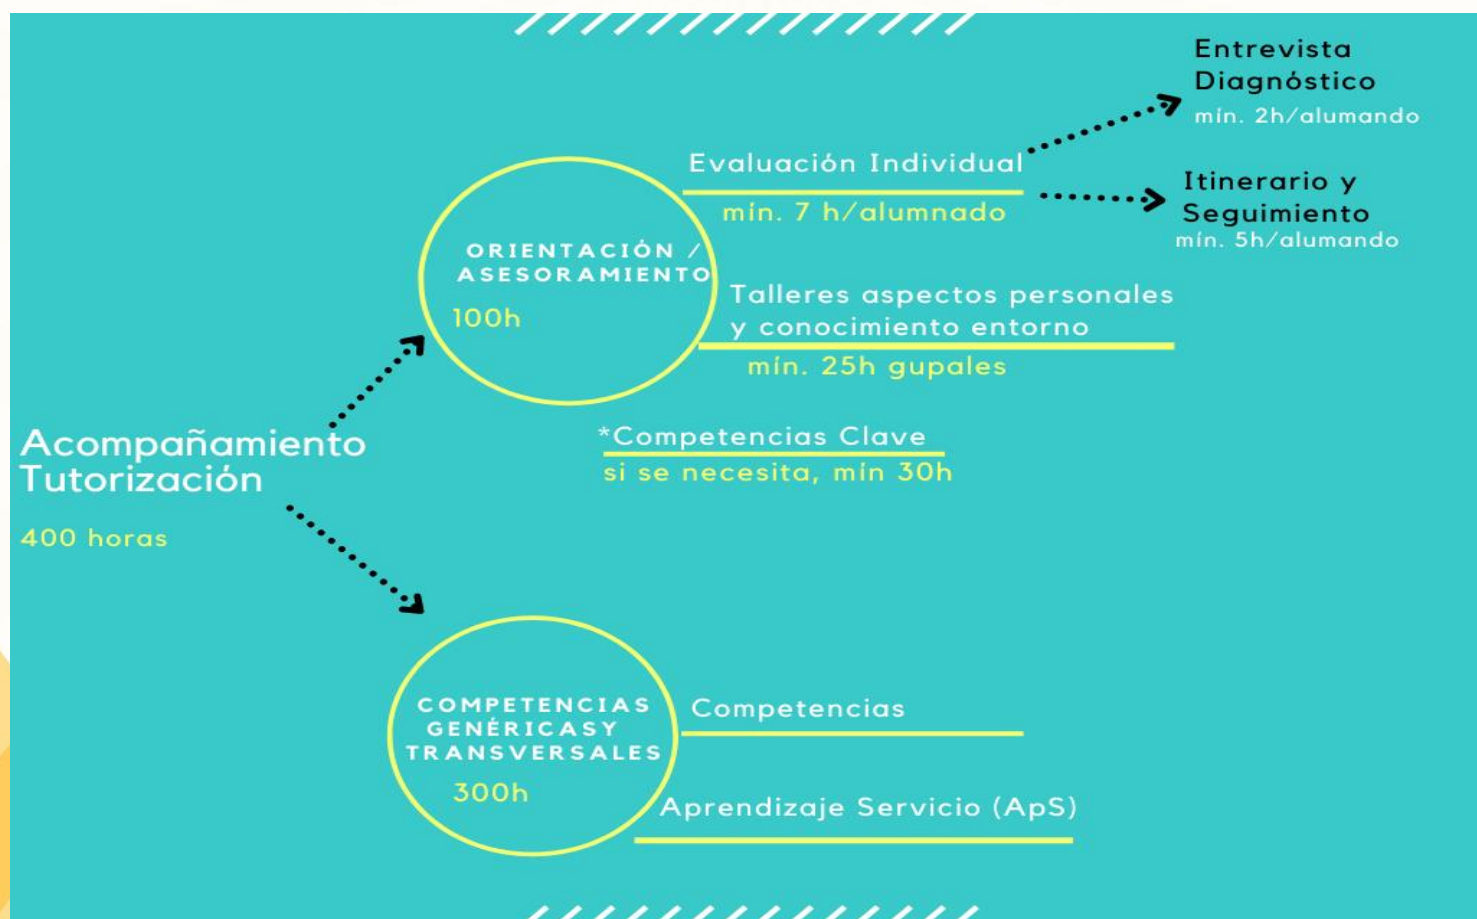 Acompañamiento
Tutorización
400 horas
ORIENTACIÓN /
ASESORAMIENTO
100h
Evaluación Individual
mín. 7 h/alumnado
Entrevista
Diagnóstico
mín. 2h/alumando
Itinerario y
Seguimiento
mín. 5h/alumando
Talleres aspectos personales
y conocimiento entorno
mín. 25h gupales
*Competencias Clave
si se necesita, mín 30h
COMPETENCIAS
GENÉRICASY
TRANSVERSALES
300h
Competencias
Aprendizaje Servicio (ApS)